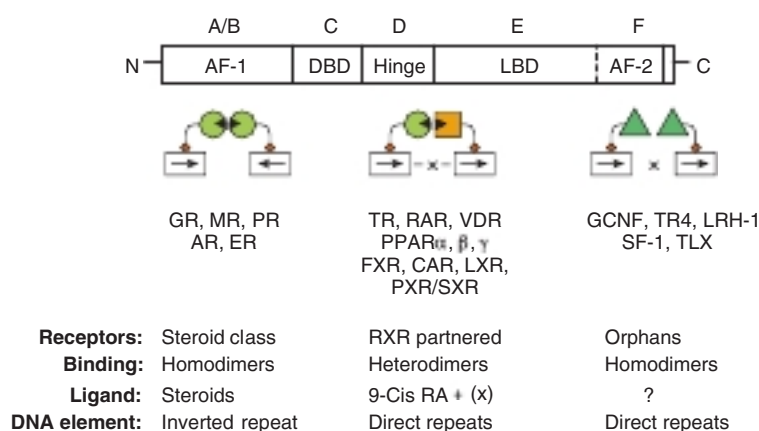 A/B C D E F
N AF-1 DBD Hinge LBD AF-2 C
-x- x
GR, MR, PR TR, RAR, VDR GCNF, TR4, LRH-1
AR, ER PPARα, β, γ SF-1, TLX
FXR, CAR, LXR,
PXR/SXR
Receptors: Steroid class RXR partnered Orphans
Binding: Homodimers Heterodimers Homodimers
Ligand: Steroids 9-Cis RA + (x) ?
DNA element: Inverted repeat Direct repeats Direct repeats